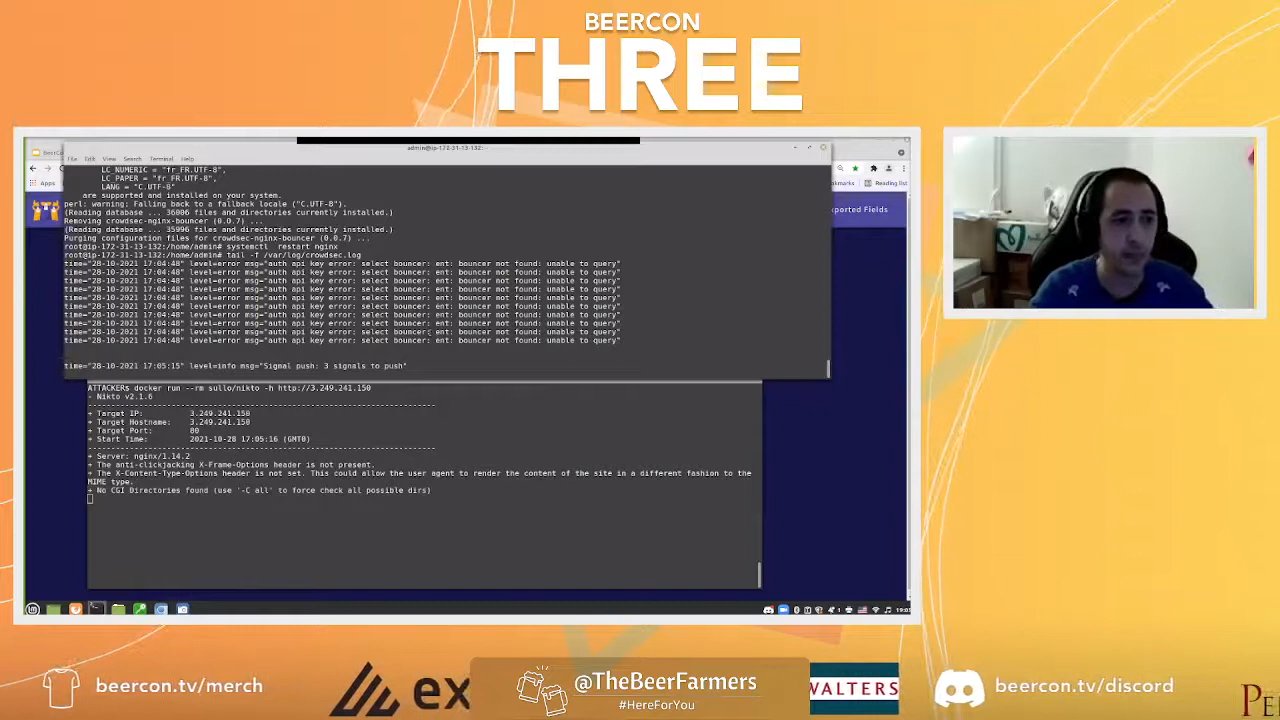 BEERCON
THREE
admin@ip-172-31-13-132:
File Edit View Search Terminal Help
LC_NUMERIC = "fr_FR.UTF-8",
LC_PAPER = "fr_FR.UTF-8",
LANG = "C.UTF-8"
are supported and installed on your system.
perl: warning: Falling back to a fallback locale ("C.UTF-8").
(Reading database ... 36006 files and directories currently installed.)
Removing crowdsec-nginx-bouncer (0.0.7) ...
(Reading database ... 35996 files and directories currently installed.)
Purging configuration files for crowdsec-nginx-bouncer (0.0.7) ...
root@ip-172-31-13-132:/home/admin# systemctl  restart nginx
root@ip-172-31-13-132:/home/admin# tail -f /var/log/crowdsec.log
time="28-10-2021 17:04:48" level=error msg="auth api key error: select bouncer: ent: bouncer not found: unable to query"
time="28-10-2021 17:04:48" level=error msg="auth api key error: select bouncer: ent: bouncer not found: unable to query"
time="28-10-2021 17:04:48" level=error msg="auth api key error: select bouncer: ent: bouncer not found: unable to query"
time="28-10-2021 17:04:48" level=error msg="auth api key error: select bouncer: ent: bouncer not found: unable to query"
time="28-10-2021 17:04:48" level=error msg="auth api key error: select bouncer: ent: bouncer not found: unable to query"
time="28-10-2021 17:04:48" level=error msg="auth api key error: select bouncer: ent: bouncer not found: unable to query"
time="28-10-2021 17:04:48" level=error msg="auth api key error: select bouncer: ent: bouncer not found: unable to query"
time="28-10-2021 17:04:48" level=error msg="auth api key error: select bouncer: ent: bouncer not found: unable to query"
time="28-10-2021 17:04:48" level=error msg="auth api key error: select bouncer: ent: bouncer not found: unable to query"
time="28-10-2021 17:04:48" level=error msg="auth api key error: select bouncer: ent: bouncer not found: unable to query"
time="28-10-2021 17:05:15" level=info msg="Signal push: 3 signals to push"
Apps
Reading list
xported Fields
ATTACKER$ docker run --rm sullo/nikto -h http://3.249.241.150
- Nikto v2.1.6
---------------------------------------------------------------------------
+ Target IP: 3.249.241.150
+ Target Hostname: 3.249.241.150
+ Target Port: 80
+ Start Time: 2021-10-28 17:05:16 (GMT0)
---------------------------------------------------------------------------
+ Server: nginx/1.14.2
+ The anti-clickjacking X-Frame-Options header is not present.
+ The X-Content-Type-Options header is not set. This could allow the user agent to render the content of the site in a different fashion to the
MIME type.
+ No CGI Directories found (use '-C all' to force check all possible dirs)
beercon.tv/merch
ex
@TheBeerFarmers
#HereForYou
WALTERS
beercon.tv/discord
PE